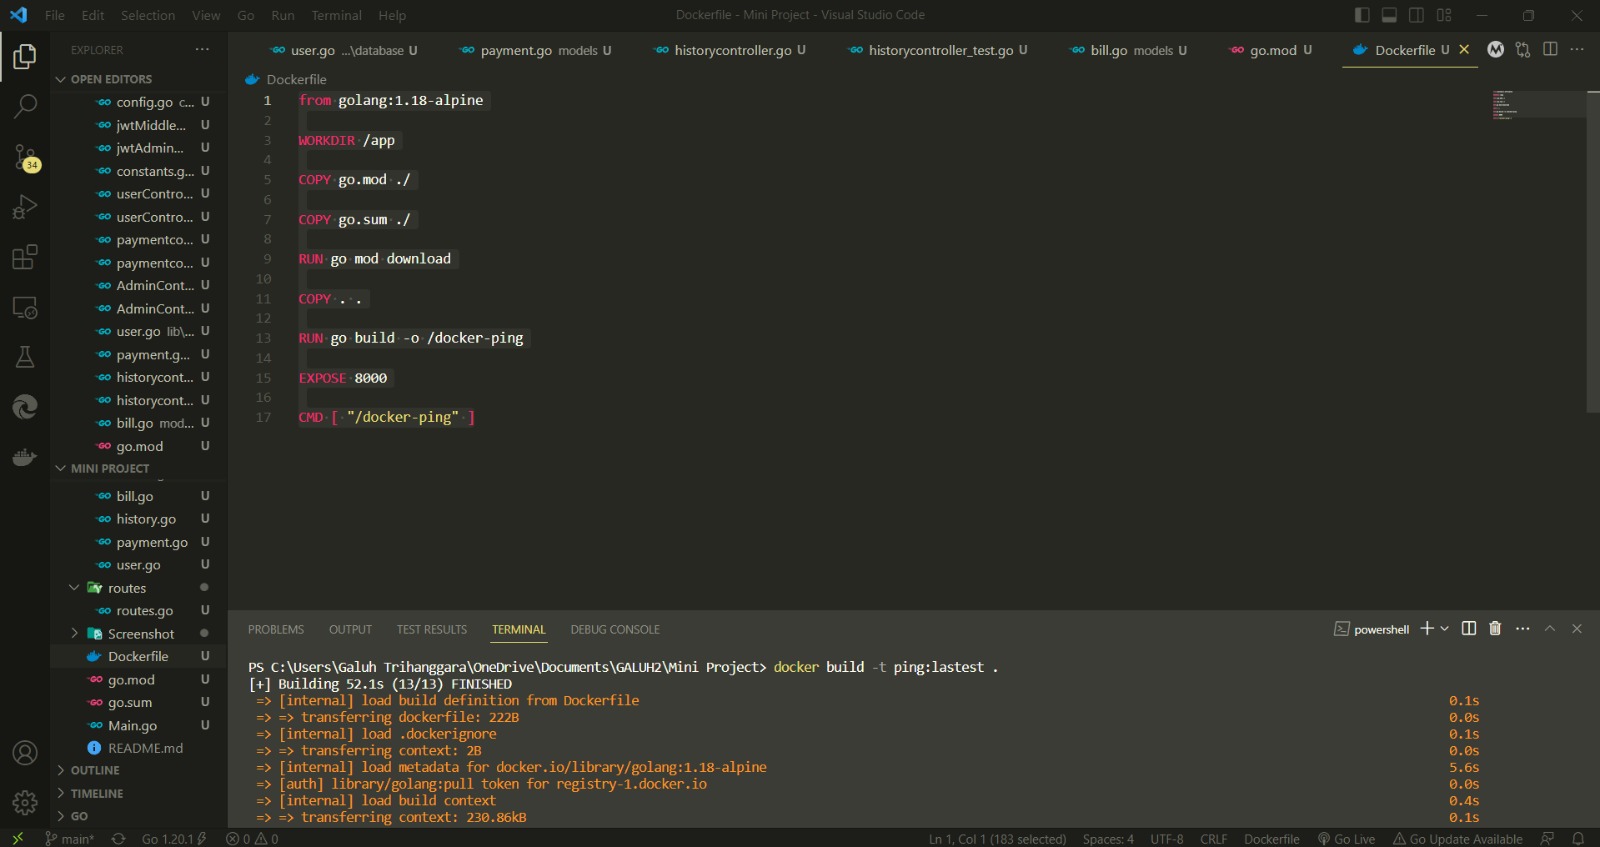 File Edit Selection View Go Run Terminal Help
Dockerfile - Mini Project - Visual Studio Code
EXPLORER
user.go ...\database U
payment.go models U
historycontroller.go U
historycontroller_test.go U
bill.go models U
go.mod U
Dockerfile U
OPEN EDITORS
config.go c... U
jwtMiddle... U
jwtAdmin... U
constants.g... U
userContro... U
userContro... U
paymentco... U
paymentco... U
AdminCont... U
AdminCont... U
user.go lib\... U
payment.g... U
historycont... U
historycont... U
bill.go mod... U
go.mod U
MINI PROJECT
bill.go U
history.go U
payment.go U
user.go U
routes
routes.go U
Screenshot
Dockerfile U
go.mod U
go.sum U
Main.go U
README.md
OUTLINE
TIMELINE
GO
34
Dockerfile
1 from golang:1.18-alpine
2
3 WORKDIR /app
4
5 COPY go.mod ./
6
7 COPY go.sum ./
8
9 RUN go mod download
10
11 COPY . .
12
13 RUN go build -o /docker-ping
14
15 EXPOSE 8000
16
17 CMD [ "/docker-ping" ]
PROBLEMS OUTPUT TEST RESULTS TERMINAL DEBUG CONSOLE
powershell
PS C:\Users\Galuh Trihanggara\OneDrive\Documents\GALUH2\Mini Project> docker build -t ping:lastest .
[+] Building 52.1s (13/13) FINISHED
=> [internal] load build definition from Dockerfile 0.1s
=> => transferring dockerfile: 222B 0.0s
=> [internal] load .dockerignore 0.1s
=> => transferring context: 2B 0.0s
=> [internal] load metadata for docker.io/library/golang:1.18-alpine 5.6s
=> [auth] library/golang:pull token for registry-1.docker.io 0.0s
=> [internal] load build context 0.4s
=> => transferring context: 230.86kB 0.1s
main* Go 1.20.1 0 0 Ln 1, Col 1 (183 selected) Spaces: 4 UTF-8 CRLF Dockerfile Go Live Go Update Available